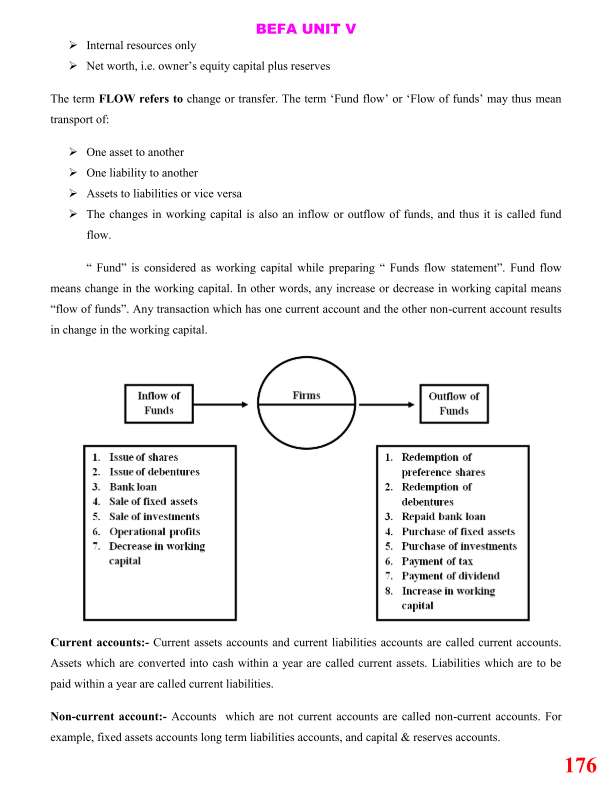 BEFA UNIT V
➢ Internal resources only
➢ Net worth, i.e. owner’s equity capital plus reserves
The term FLOW refers to change or transfer. The term ‘Fund flow’ or ‘Flow of funds’ may thus mean
transport of:
➢ One asset to another
➢ One liability to another
➢ Assets to liabilities or vice versa
➢ The changes in working capital is also an inflow or outflow of funds, and thus it is called fund
flow.
“ Fund” is considered as working capital while preparing “ Funds flow statement”. Fund flow
means change in the working capital. In other words, any increase or decrease in working capital means
“flow of funds”. Any transaction which has one current account and the other non-current account results
in change in the working capital.
Inflow of
Funds
Firms
Outflow of
Funds
1. Issue of shares
2. Issue of debentures
3. Bank loan
4. Sale of fixed assets
5. Sale of investments
6. Operational profits
7. Decrease in working
capital
1. Redemption of
preference shares
2. Redemption of
debentures
3. Repaid bank loan
4. Purchase of fixed assets
5. Purchase of investments
6. Payment of tax
7. Payment of dividend
8. Increase in working
capital
Current accounts:- Current assets accounts and current liabilities accounts are called current accounts.
Assets which are converted into cash within a year are called current assets. Liabilities which are to be
paid within a year are called current liabilities.
Non-current account:- Accounts which are not current accounts are called non-current accounts. For
example, fixed assets accounts long term liabilities accounts, and capital & reserves accounts.
176